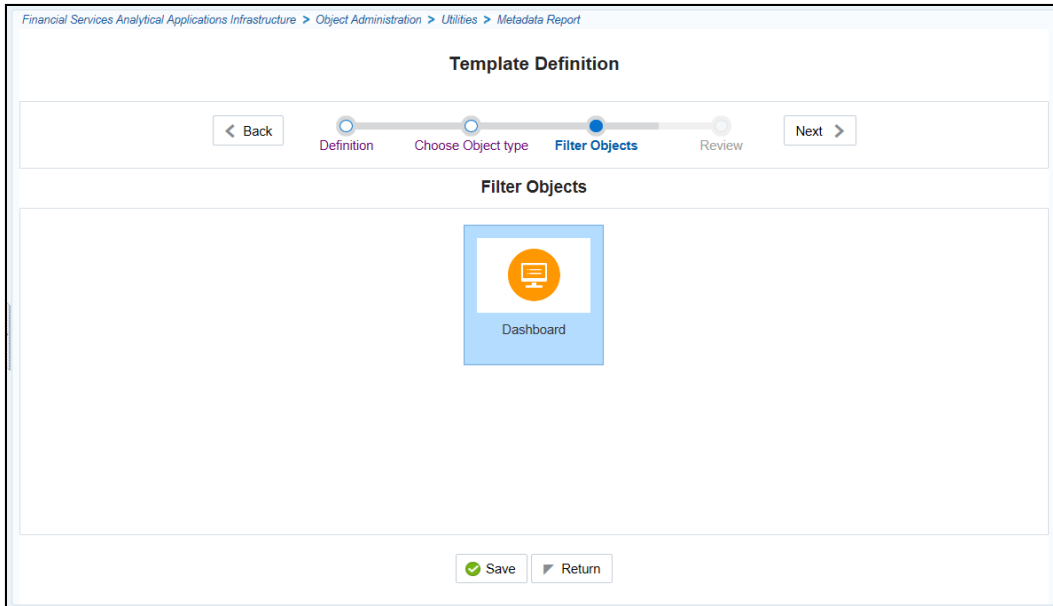 Financial Services Analytical Applications Infrastructure > Object Administration > Utilities > Metadata Report
Template Definition
Back
Definition
Choose Object type
Filter Objects
Review
Next
Filter Objects
Dashboard
Save
Return